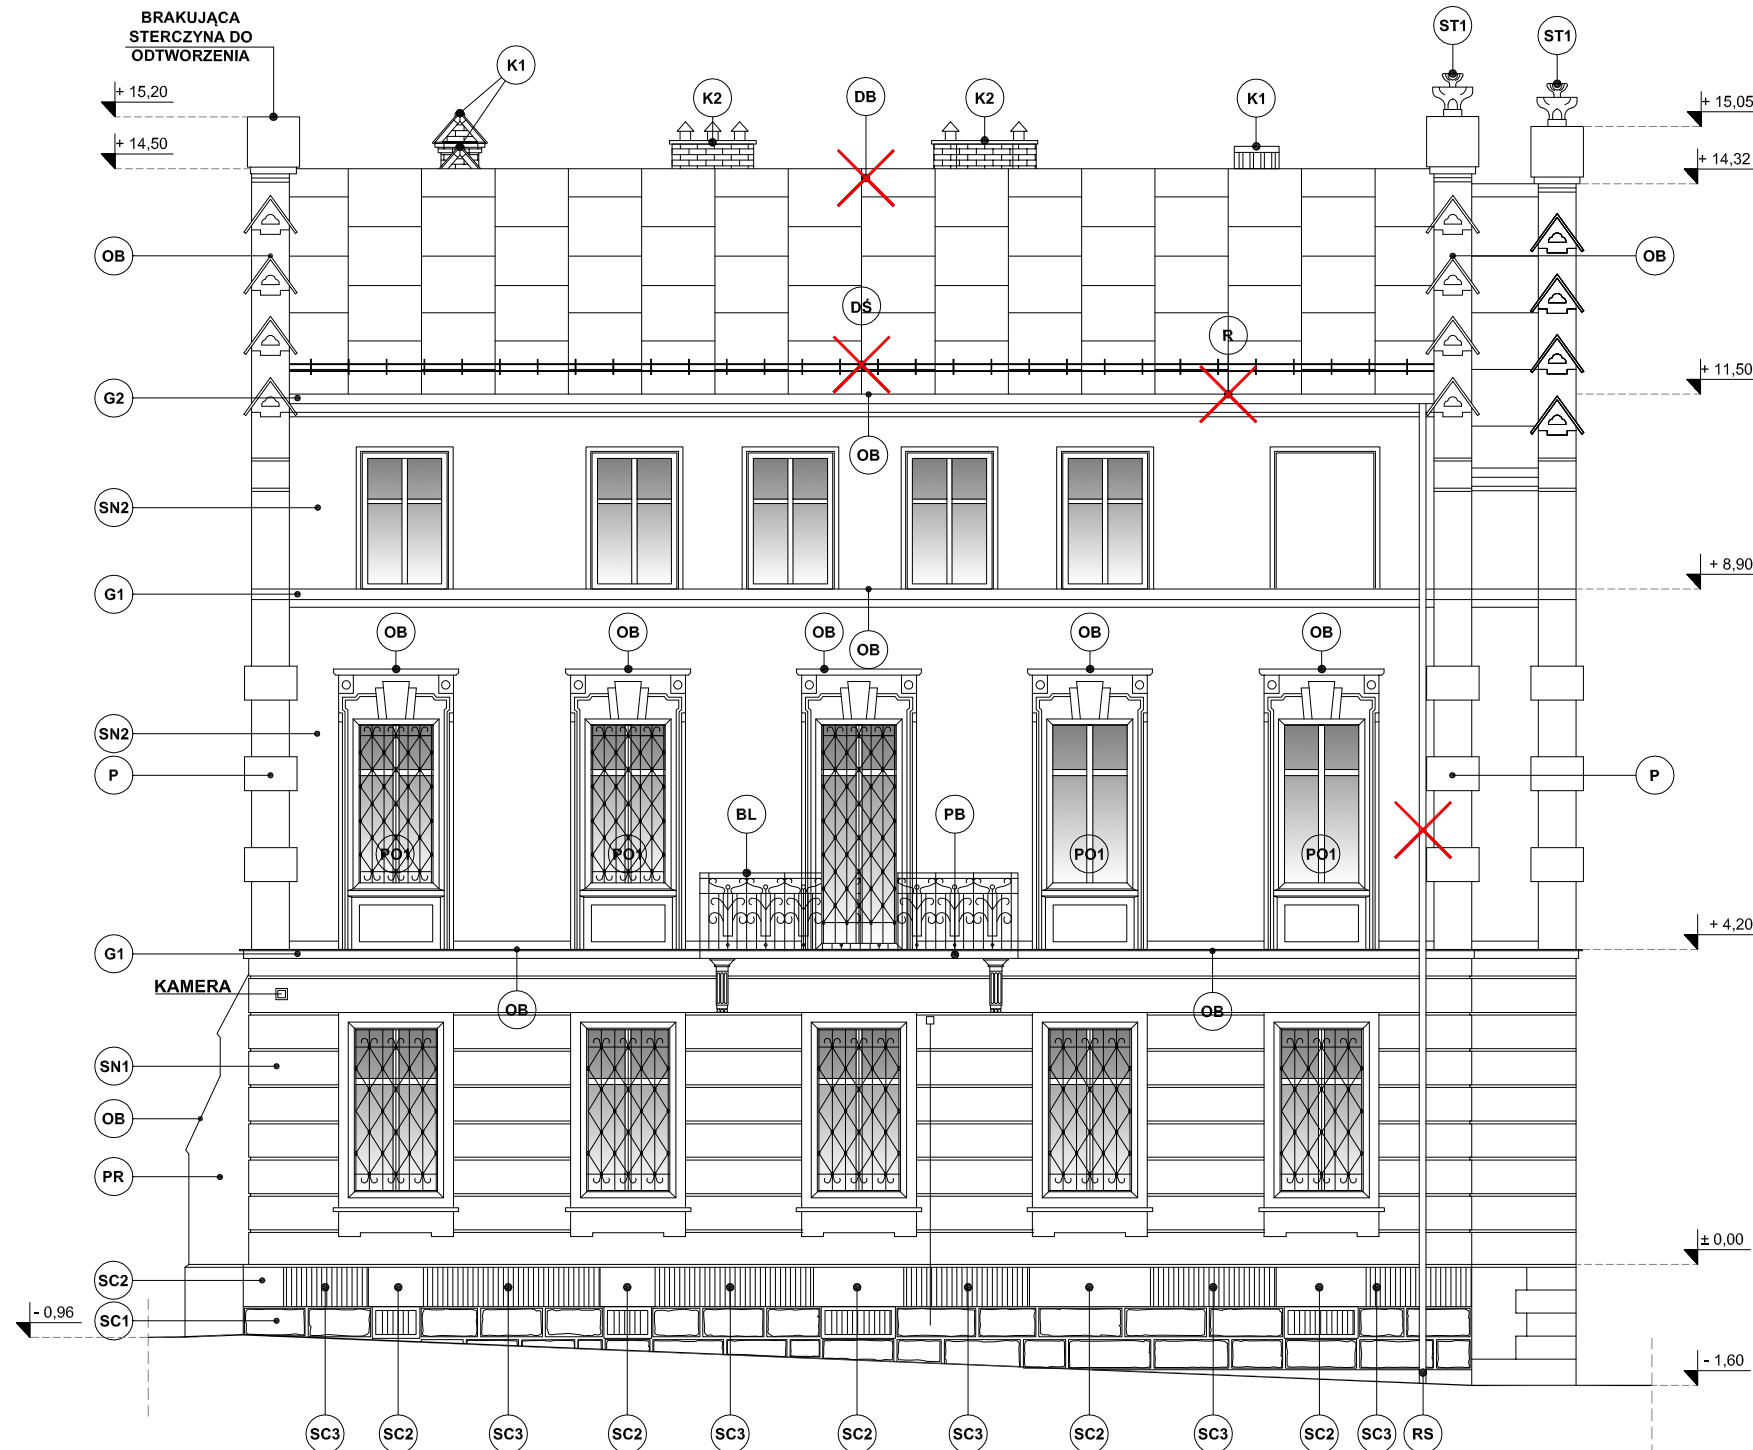 BRAKUJĄCA
STERCZYNA DO
ODTWORZENIA
K1
K2
DB
K2
K1
ST1
ST1
+ 15,20
+ 14,50
+ 15,05
+ 14,32
OB
DŚ
R
OB
G2
+ 11,50
OB
SN2
G1
+ 8,90
OB
OB
OB
OB
OB
OB
SN2
P
P
BL
PB
PO1
PO1
PO1
PO1
G1
+ 4,20
KAMERA
OB
OB
SN1
OB
PR
± 0,00
SC2
SC1
- 0,96
- 1,60
SC3
SC2
SC3
SC2
SC3
SC2
SC3
SC2
SC3
SC2
SC3
RS